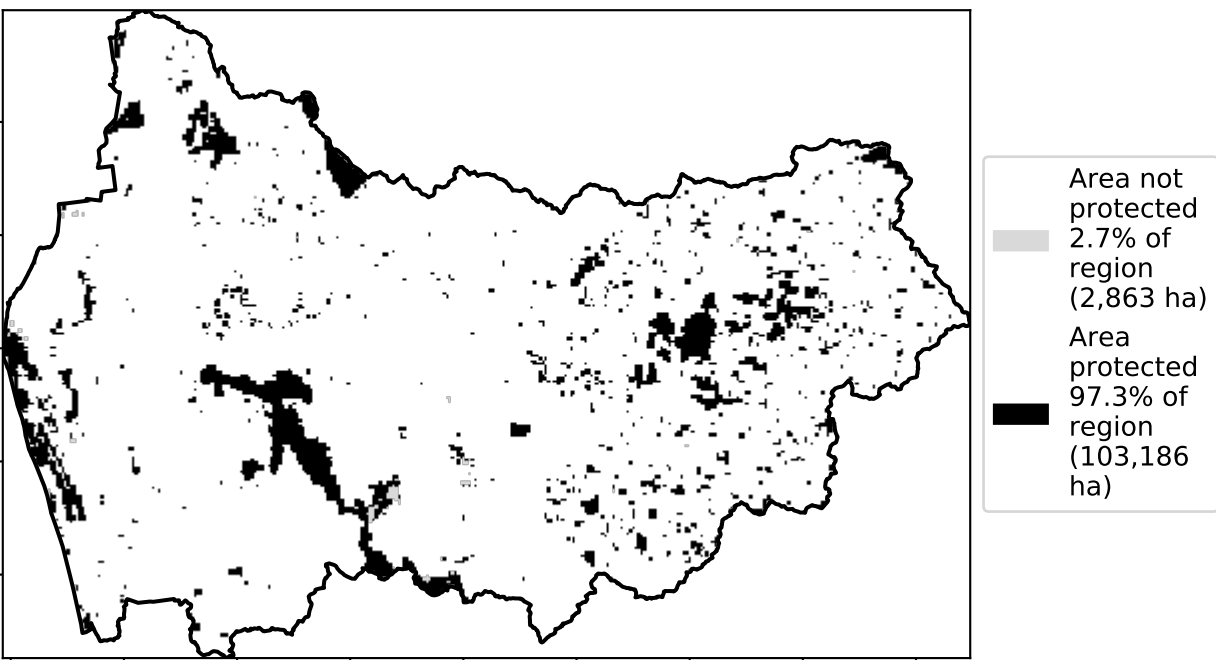 Area not
protected
2.7% of
region
(2,863 ha)
Area
protected
97.3% of
region
(103,186
ha)